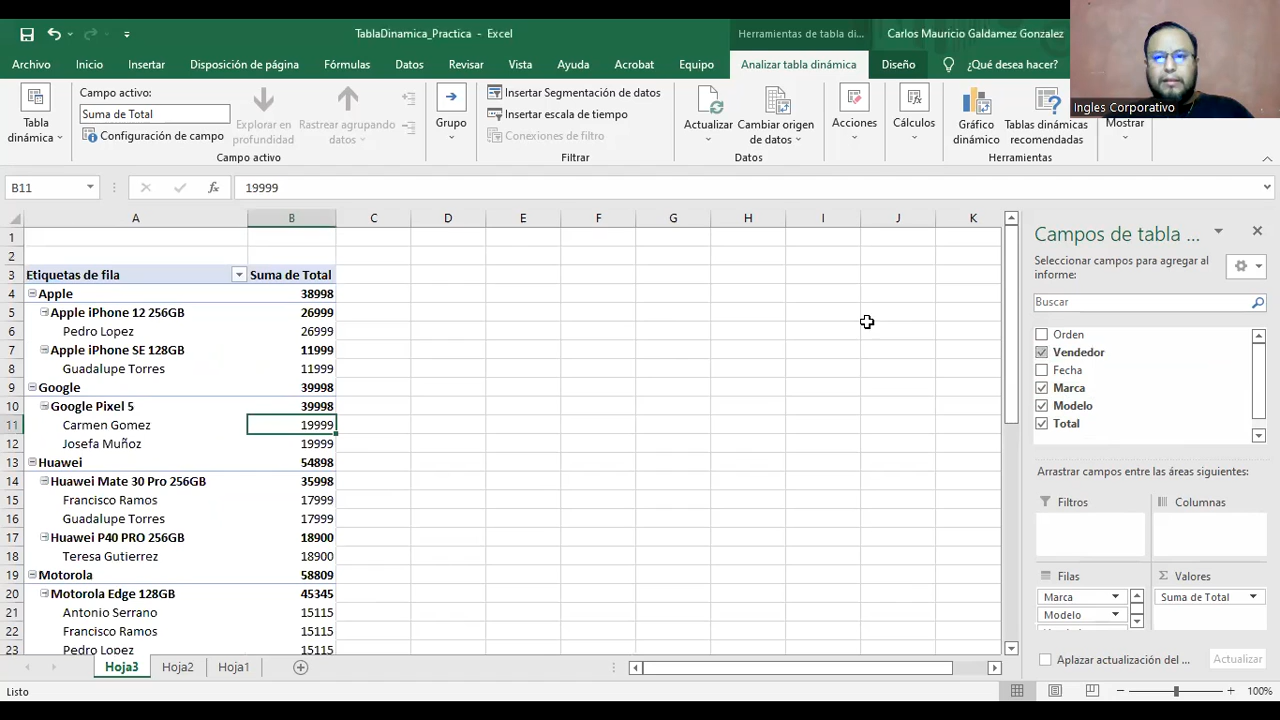 TablaDinamica_Practica - Excel
Herramientas de tabla di...
Carlos Mauricio Galdamez Gonzalez
Archivo Inicio Insertar Disposición de página Fórmulas Datos Revisar Vista Ayuda Acrobat Equipo Analizar tabla dinámica Diseño ¿Qué desea hacer?
Ingles Corporativo
Tabla dinámica
Campo activo:
Suma de Total
Configuración de campo
Explorar en profundidad
Rastrear agrupando datos
Campo activo
Grupo
Insertar Segmentación de datos
Insertar escala de tiempo
Conexiones de filtro
Filtrar
Actualizar
Cambiar origen de datos
Datos
Acciones
Cálculos
Gráfico dinámico
Tablas dinámicas recomendadas
Herramientas
Mostrar
B11 fx 19999
A B C D E F G H I J K
1
2
3 Etiquetas de fila Suma de Total
4 Apple 38998
5 Apple iPhone 12 256GB 26999
6 Pedro Lopez 26999
7 Apple iPhone SE 128GB 11999
8 Guadalupe Torres 11999
9 Google 39998
10 Google Pixel 5 39998
11 Carmen Gomez 19999
12 Josefa Muñoz 19999
13 Huawei 54898
14 Huawei Mate 30 Pro 256GB 35998
15 Francisco Ramos 17999
16 Guadalupe Torres 17999
17 Huawei P40 PRO 256GB 18900
18 Teresa Gutierrez 18900
19 Motorola 58809
20 Motorola Edge 128GB 45345
21 Antonio Serrano 15115
22 Francisco Ramos 15115
23 Pedro Lopez 15115
Campos de tabla ...
Seleccionar campos para agregar al
informe:
Buscar
Orden
Vendedor
Fecha
Marca
Modelo
Total
Arrastrar campos entre las áreas siguientes:
Filtros
Columnas
Filas
Σ Valores
Marca
Suma de Total
Modelo
Aplazar actualización del ...
Actualizar
Hoja3 Hoja2 Hoja1
Listo
100%